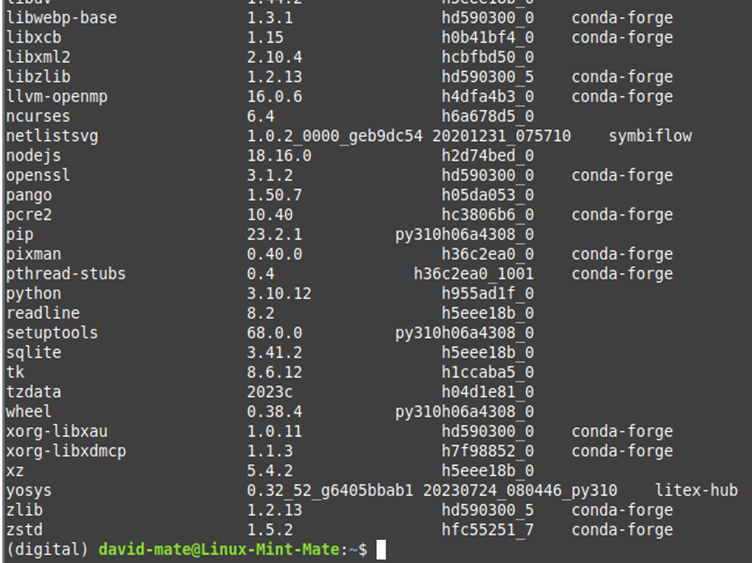 libwebp-base 1.3.1 hd590300_0 conda-forge
libxcb 1.15 h0b41bf4_0 conda-forge
libxml2 2.10.4 hcbfbd50_0
libzlib 1.2.13 hd590300_5 conda-forge
llvm-openmp 16.0.6 h4dfa4b3_0 conda-forge
ncurses 6.4 h6a678d5_0
netlistsvg 1.0.2_0000_geb9dc54 20201231_075710 symbiflow
nodejs 18.16.0 h2d74bed_0
openssl 3.1.2 hd590300_0 conda-forge
pango 1.50.7 h05da053_0
pcre2 10.40 hc3806b6_0 conda-forge
pip 23.2.1 py310h06a4308_0
pixman 0.40.0 h36c2ea0_0 conda-forge
pthread-stubs 0.4 h36c2ea0_1001 conda-forge
python 3.10.12 h955ad1f_0
readline 8.2 h5eee18b_0
setuptools 68.0.0 py310h06a4308_0
sqlite 3.41.2 h5eee18b_0
tk 8.6.12 h1ccaba5_0
tzdata 2023c h04d1e81_0
wheel 0.38.4 py310h06a4308_0
xorg-libxau 1.0.11 hd590300_0 conda-forge
xorg-libxdmcp 1.1.3 h7f98852_0 conda-forge
xz 5.4.2 h5eee18b_0
yosys 0.32_52_g6405bbab1 20230724_080446_py310 litex-hub
zlib 1.2.13 hd590300_5 conda-forge
zstd 1.5.2 hfc55251_7 conda-forge
(digital) david-mate@Linux-Mint-Mate:~$